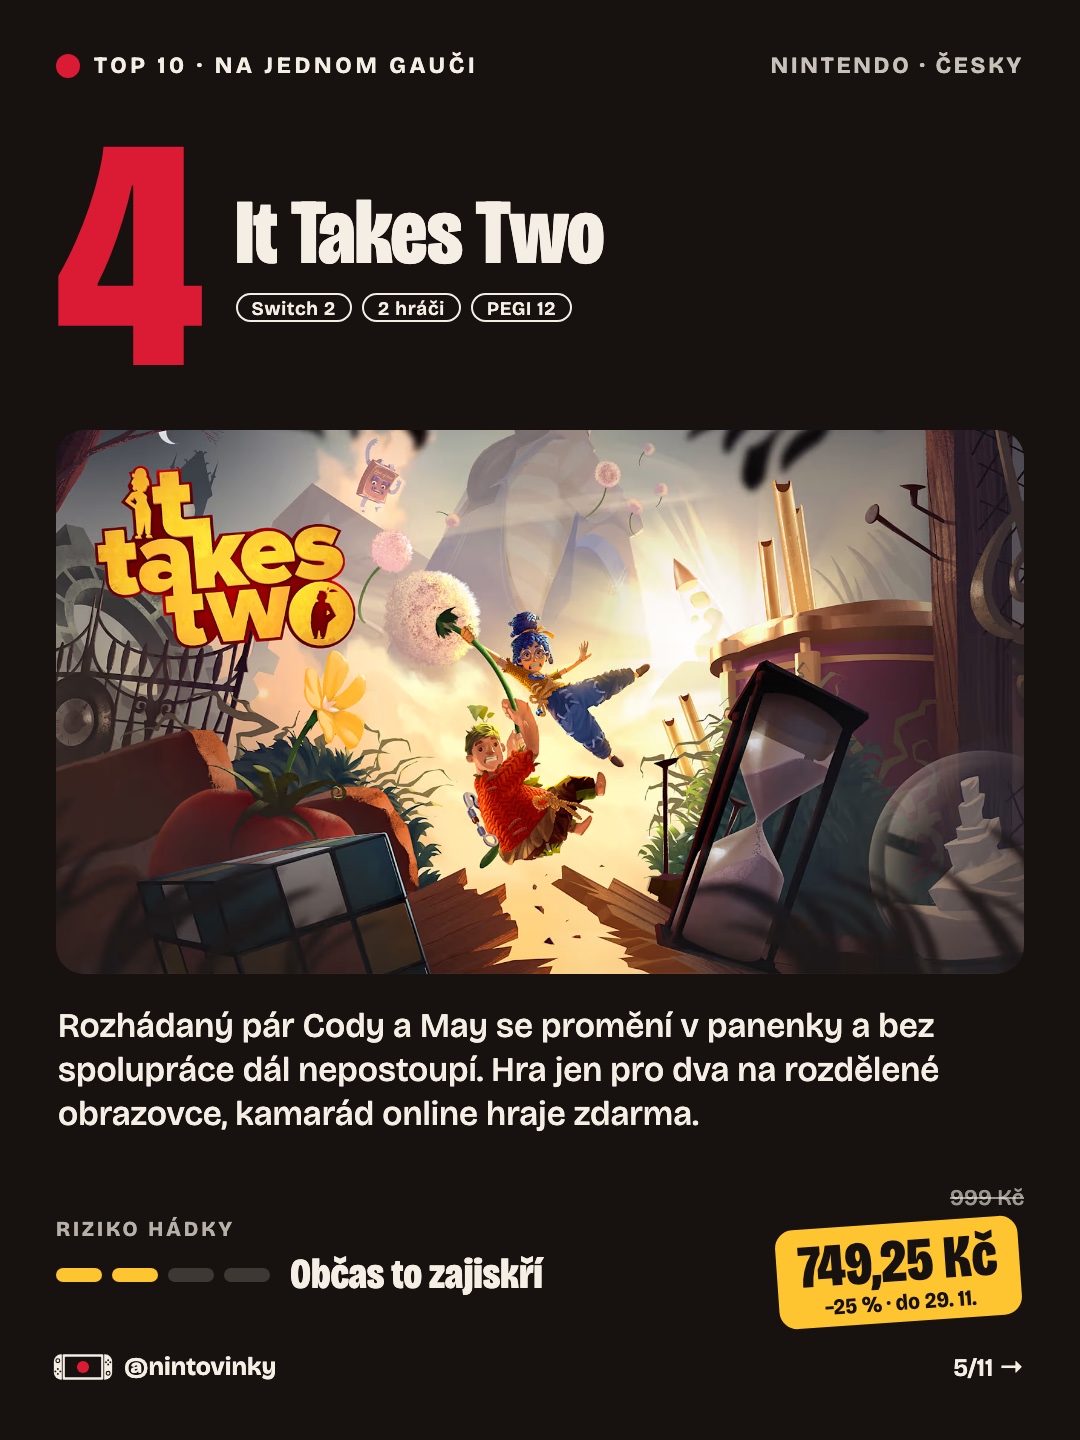 TOP 10 · NA JEDNOM GAUČI
NINTENDO · ČESKY
4
It Takes Two
Switch 2
2 hráči
PEGI 12
it
takes
two
Rozhádaný pár Cody a May se promění v panenky a bez
spolupráce dál nepostoupí. Hra jen pro dva na rozdělené
obrazovce, kamarád online hraje zdarma.
RIZIKO HÁDKY
Občas to zajiskří
999 Kč
749,25 Kč
–25 % · do 29. 11.
@nintovinky
5/11 →